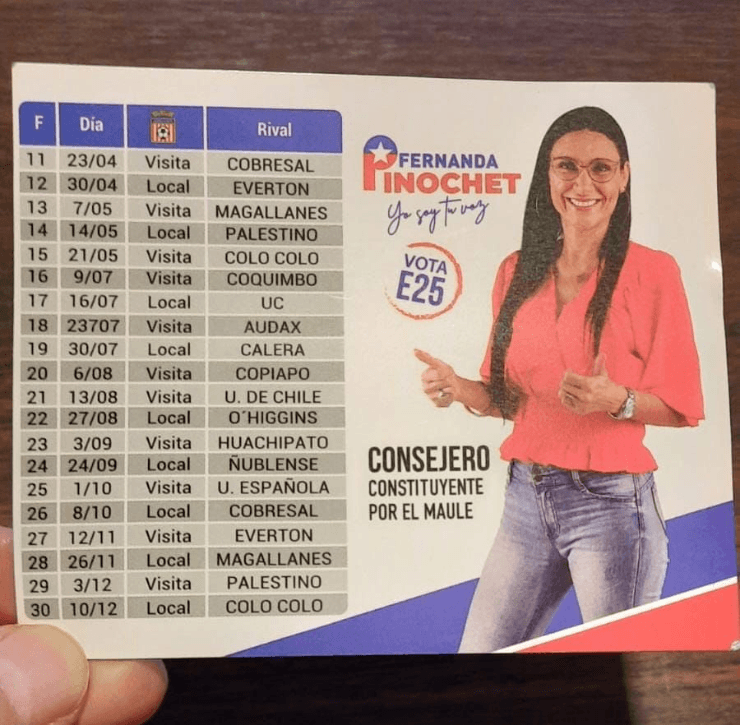 F Día Rival
11 23/04 Visita COBRESAL
12 30/04 Local EVERTON
13 7/05 Visita MAGALLANES
14 14/05 Local PALESTINO
15 21/05 Visita COLO COLO
16 9/07 Visita COQUIMBO
17 16/07 Local UC
18 23707 Visita AUDAX
19 30/07 Local CALERA
20 6/08 Visita COPIAPO
21 13/08 Visita U. DE CHILE
22 27/08 Local O´HIGGINS
23 3/09 Visita HUACHIPATO
24 24/09 Local ÑUBLENSE
25 1/10 Visita U. ESPAÑOLA
26 8/10 Local COBRESAL
27 12/11 Visita EVERTON
28 26/11 Local MAGALLANES
29 3/12 Visita PALESTINO
30 10/12 Local COLO COLO
FERNANDA
PINOCHET
Yo soy tu voz
VOTA
E25
CONSEJERO
CONSTITUYENTE
POR EL MAULE